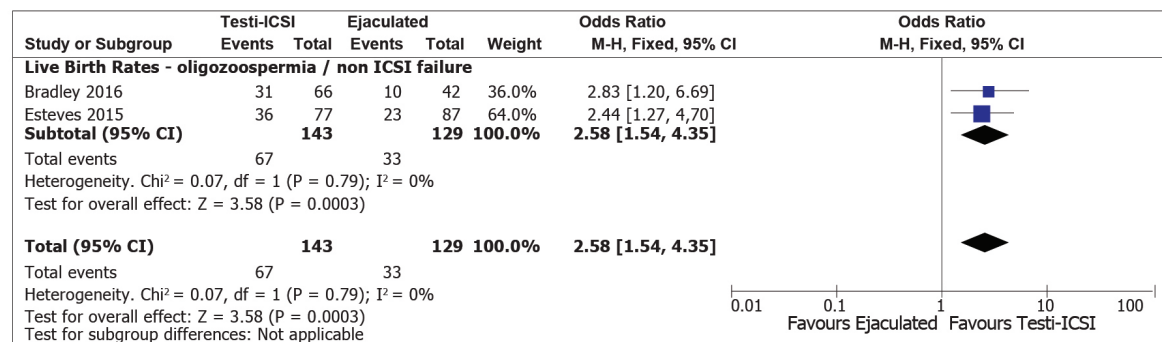 Testi-ICSI Ejaculated Odds Ratio Odds Ratio
Study or Subgroup Events Total Events Total Weight M-H, Fixed, 95% CI M-H, Fixed, 95% CI
Live Birth Rates - oligozoospermia / non ICSI failure
Bradley 2016 31 66 10 42 36.0% 2.83 [1.20, 6.69]
Esteves 2015 36 77 23 87 64.0% 2.44 [1.27, 4,70]
Subtotal (95% CI) 143 129 100.0% 2.58 [1.54, 4.35]
Total events 67 33
Heterogeneity. Chi² = 0.07, df = 1 (P = 0.79); I² = 0%
Test for overall effect: Z = 3.58 (P = 0.0003)
Total (95% CI) 143 129 100.0% 2.58 [1.54, 4.35]
Total events 67 33
Heterogeneity. Chi² = 0.07, df = 1 (P = 0.79); I² = 0%
Test for overall effect: Z = 3.58 (P = 0.0003)
Test for subgroup differences: Not applicable
0.01 0.1 1 10 100
Favours Ejaculated Favours Testi-ICSI